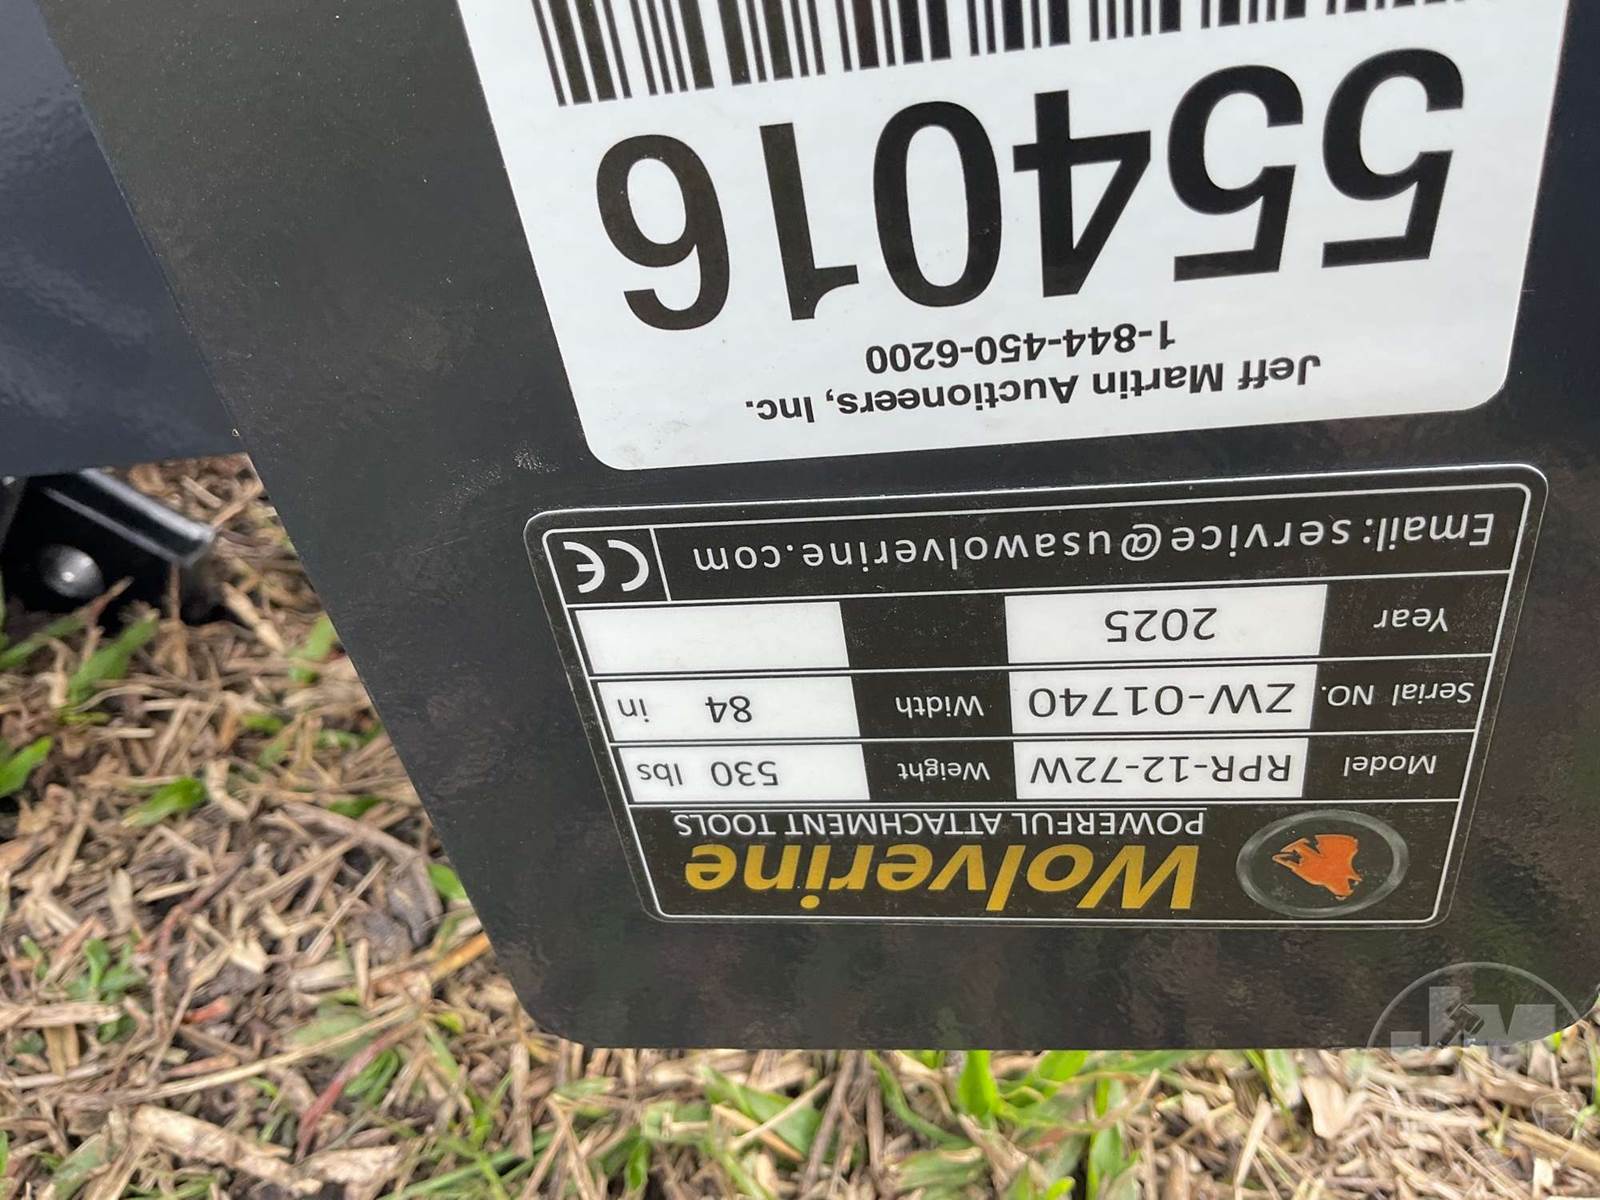 Wolverine
POWERFUL ATTACHMENT TOOLS
Model RPR-12-72W Weight 530 lbs
Serial NO. ZW-01740 Width 84 in
Year 2025
Email:service@usawolverine.com CE
Jeff Martin Auctioneers, Inc.
1-844-450-6200
554016
JM